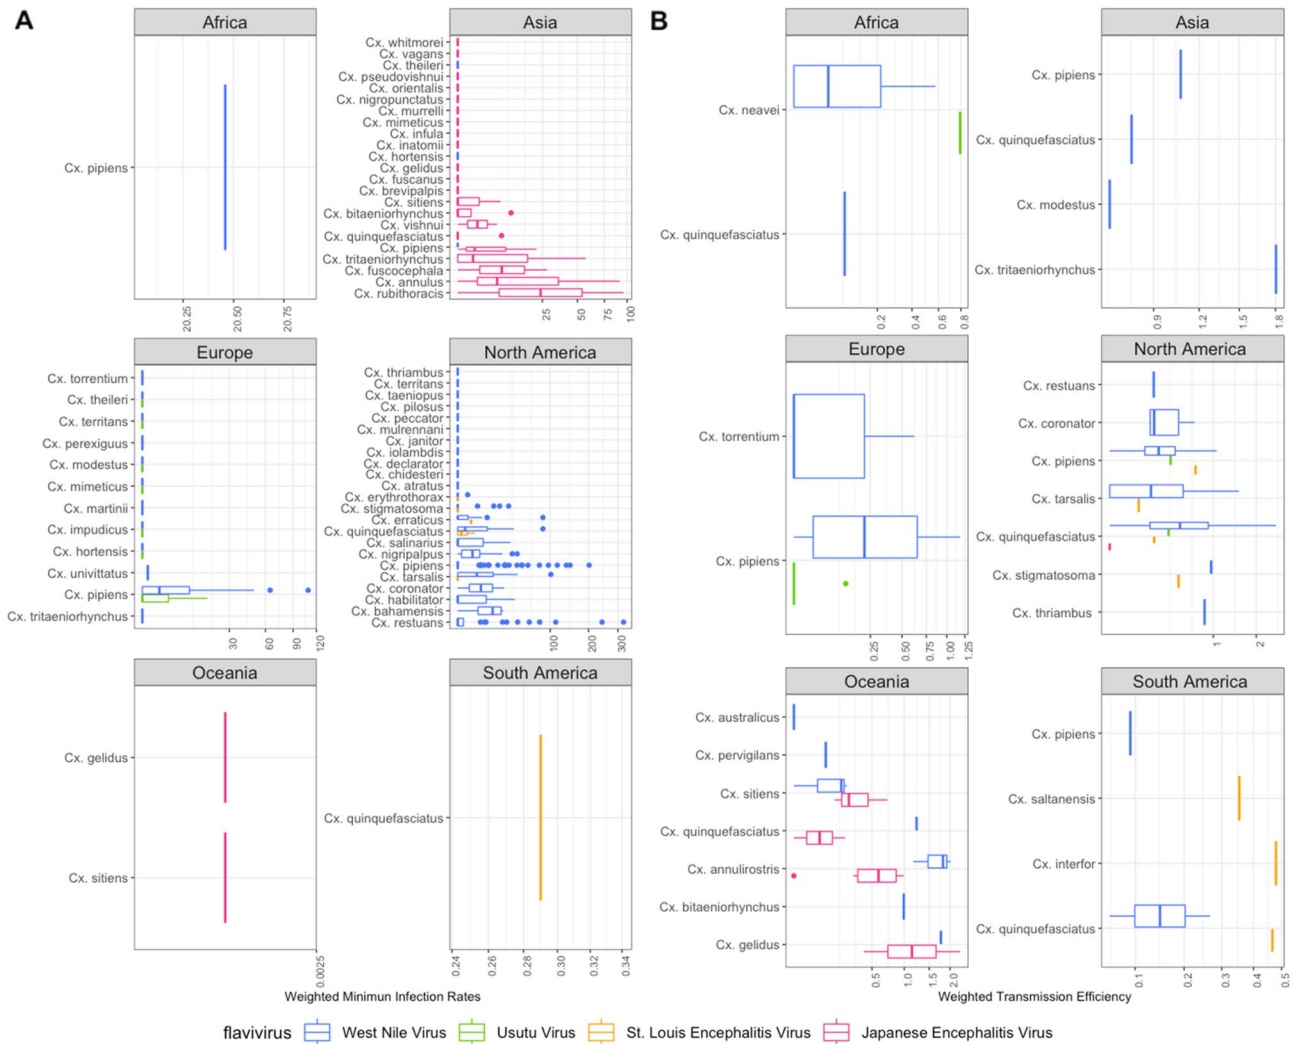 A
Africa
Cx. pipiens
20.25
20.50
20.75
Asia
Cx. whitmorei
Cx. vagans
Cx. theileri
Cx. pseudovishnui
Cx. orientalis
Cx. nigropunctatus
Cx. murrelli
Cx. mimeticus
Cx. infula
Cx. inatomii
Cx. hortensis
Cx. gelidus
Cx. fuscanus
Cx. brevipalpis
Cx. sitiens
Cx. bitaeniorhynchus
Cx. vishnui
Cx. quinquefasciatus
Cx. pipiens
Cx. tritaeniorhynchus
Cx. fuscocephala
Cx. annulus
Cx. rubithoracis
25
50
75
100
Europe
Cx. torrentium
Cx. theileri
Cx. territans
Cx. perexiguus
Cx. modestus
Cx. mimeticus
Cx. martinii
Cx. impudicus
Cx. hortensis
Cx. univittatus
Cx. pipiens
Cx. tritaeniorhynchus
30
60
90
120
North America
Cx. thriambus
Cx. territans
Cx. taeniopus
Cx. pilosus
Cx. peccator
Cx. mulrennani
Cx. janitor
Cx. iolambdis
Cx. declarator
Cx. chidesteri
Cx. atratus
Cx. erythrothorax
Cx. stigmatosoma
Cx. erraticus
Cx. quinquefasciatus
Cx. salinarius
Cx. nigripalpus
Cx. pipiens
Cx. tarsalis
Cx. coronator
Cx. habilitator
Cx. bahamensis
Cx. restuans
100
200
300
Oceania
Cx. gelidus
Cx. sitiens
0.0025
South America
Cx. quinquefasciatus
0.24
0.26
0.28
0.30
0.32
0.34
Weighted Minimun Infection Rates
B
Africa
Cx. neavei
Cx. quinquefasciatus
0.2
0.4
0.6
0.8
Asia
Cx. pipiens
Cx. quinquefasciatus
Cx. modestus
Cx. tritaeniorhynchus
0.9
1.2
1.5
1.8
Europe
Cx. torrentium
Cx. pipiens
0.25
0.50
0.75
1.00
1.25
North America
Cx. restuans
Cx. coronator
Cx. pipiens
Cx. tarsalis
Cx. quinquefasciatus
Cx. stigmatosoma
Cx. thriambus
1
2
Oceania
Cx. australicus
Cx. pervigilans
Cx. sitiens
Cx. quinquefasciatus
Cx. annulirostris
Cx. bitaeniorhynchus
Cx. gelidus
0.5
1.0
1.5
2.0
South America
Cx. pipiens
Cx. saltanensis
Cx. interfor
Cx. quinquefasciatus
0.1
0.2
0.3
0.4
0.5
Weighted Transmission Efficiency
flavivirus West Nile Virus Usutu Virus St. Louis Encephalitis Virus Japanese Encephalitis Virus